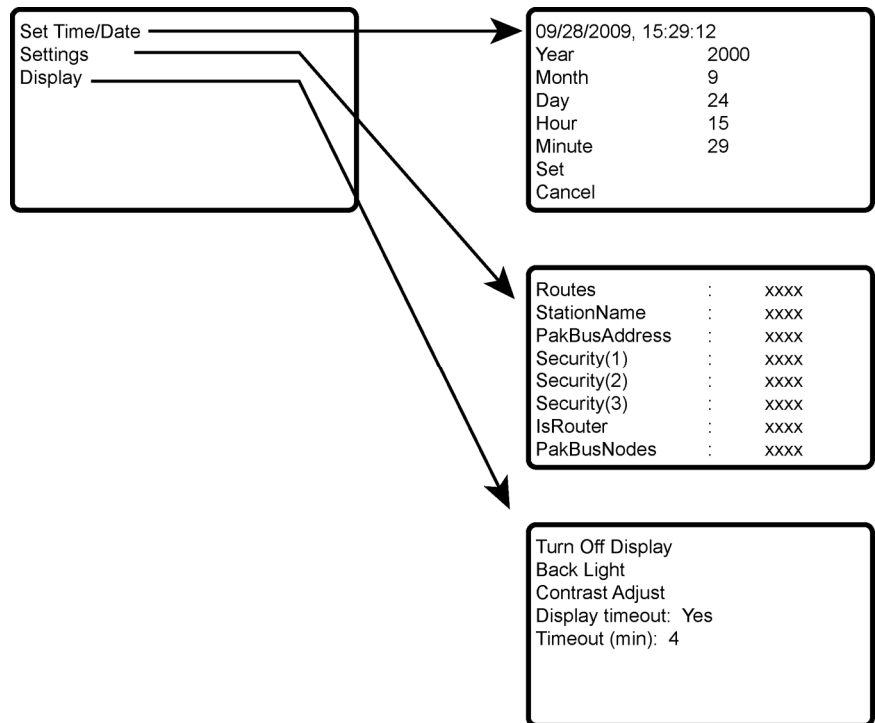 Set Time/Date
Settings
Display
09/28/2009, 15:29:12
Year 2000
Month 9
Day 24
Hour 15
Minute 29
Set
Cancel
Routes : xxxx
StationName : xxxx
PakBusAddress : xxxx
Security(1) : xxxx
Security(2) : xxxx
Security(3) : xxxx
IsRouter : xxxx
PakBusNodes : xxxx
Turn Off Display
Back Light
Contrast Adjust
Display timeout: Yes
Timeout (min): 4